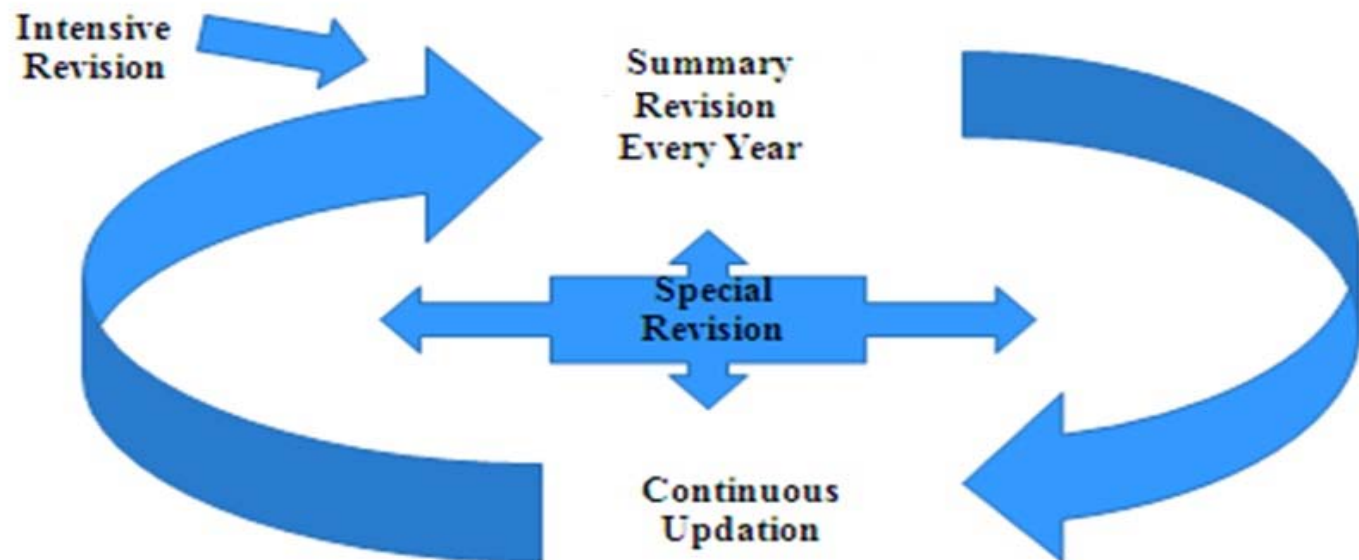 Intensive
Revision
Summary
Revision
Every Year
Special
Revision
Continuous
Updation